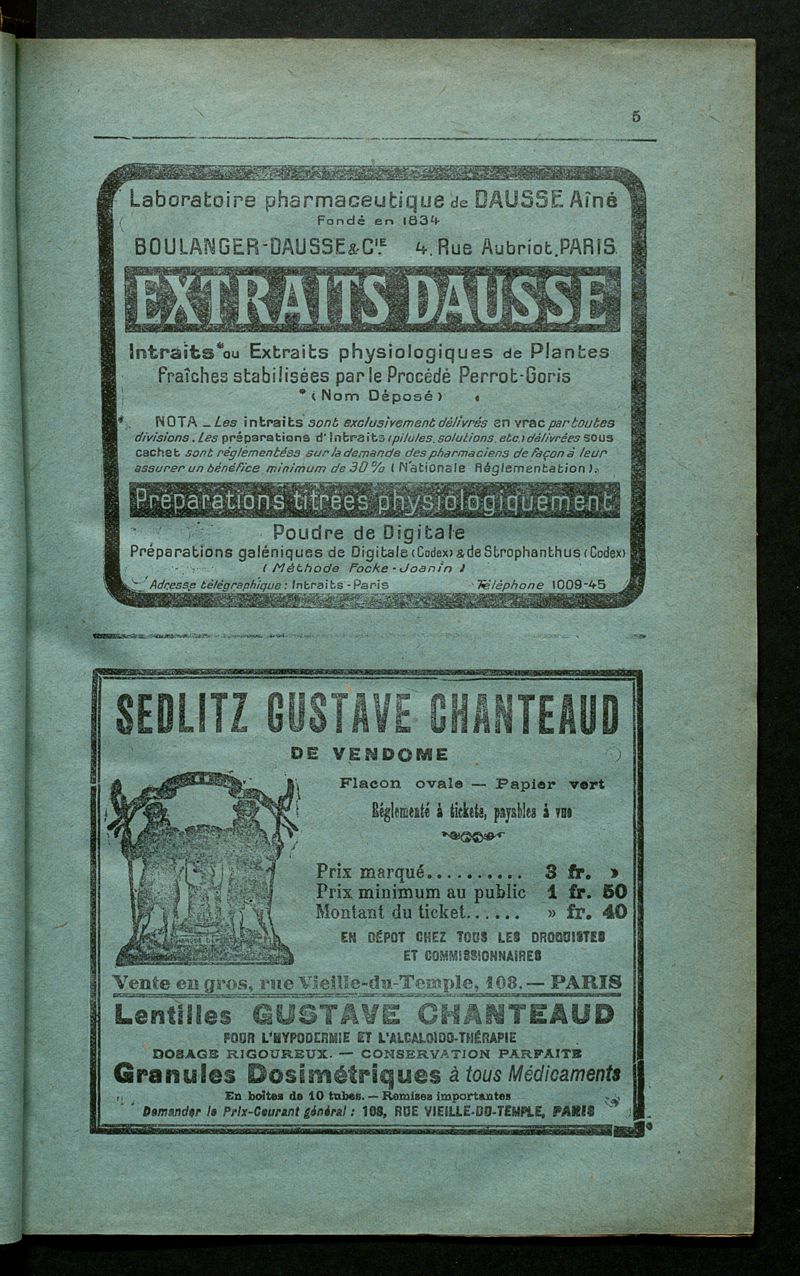 5
Laboratoire pharmaceutique de DAUSSE Aîné
Fondé en 1834
BOULANGER-DAUSSE & Cie 4. Rue Aubriot. PARIS
EXTRAITS DAUSSE
Intraits* ou Extraits physiologiques de Plantes
Fraîches stabilisées par le Procédé Perrot-Goris
* (Nom Déposé)
NOTA _ Les intraits sont exclusivement délivrés en vrac par toutes
divisions. Les préparations d'Intraits (pilules, solutions, etc.) délivrées sous
cachet sont réglementées sur la demande des pharmaciens de façon à leur
assurer un bénéfice minimum de 30 % (Nationale Réglementation).
Préparations titrées physiologiquement
Poudre de Digitale
Préparations galéniques de Digitale (Codex) & de Strophanthus (Codex)
(Méthode Focke-Joanin)
Adresse télégraphique: Intraits-Paris Téléphone 1009-45
SEDLITZ GUSTAVE CHANTEAUD
DE VENDOME
Flacon ovale — Papier vert
Réglementé à tickets, payables à vue
Prix marqué.......... 3 fr. »
Prix minimum au public 1 fr. 50
Montant du ticket...... » fr. 40
EN DÉPOT CHEZ TOUS LES DROGUISTES
ET COMMISSIONNAIRES
Vente en gros, rue Vieille-du-Temple, 108. — PARIS
Lentilles GUSTAVE CHANTEAUD
POUR L'HYPODERMIE ET L'ALCALOIDO-THÉRAPIE
DOSAGE RIGOUREUX. — CONSERVATION PARFAITE
Granules Dosimétriques à tous Médicaments
En boîtes de 10 tubes. — Remises importantes
Demander le Prix-Courant général : 108, RUE VIEILLE-DU-TEMPLE, PARIS